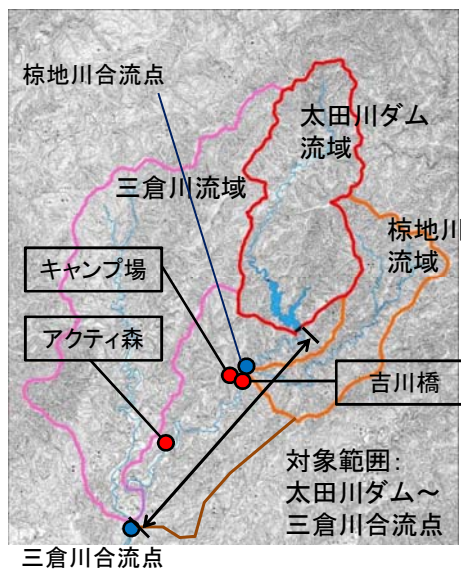 椋地川合流点
太田川ダム
流域
三倉川流域
椋地川
流域
キャンプ場
アクティ森
吉川橋
対象範囲:
太田川ダム～
三倉川合流点
三倉川合流点